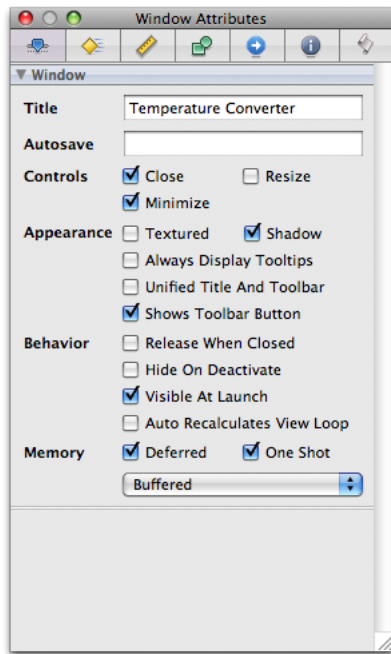 Window Attributes
Window
Title Temperature Converter
Autosave
Controls Close Resize
Minimize
Appearance Textured Shadow
Always Display Tooltips
Unified Title And Toolbar
Shows Toolbar Button
Behavior Release When Closed
Hide On Deactivate
Visible At Launch
Auto Recalculates View Loop
Memory Deferred One Shot
Buffered